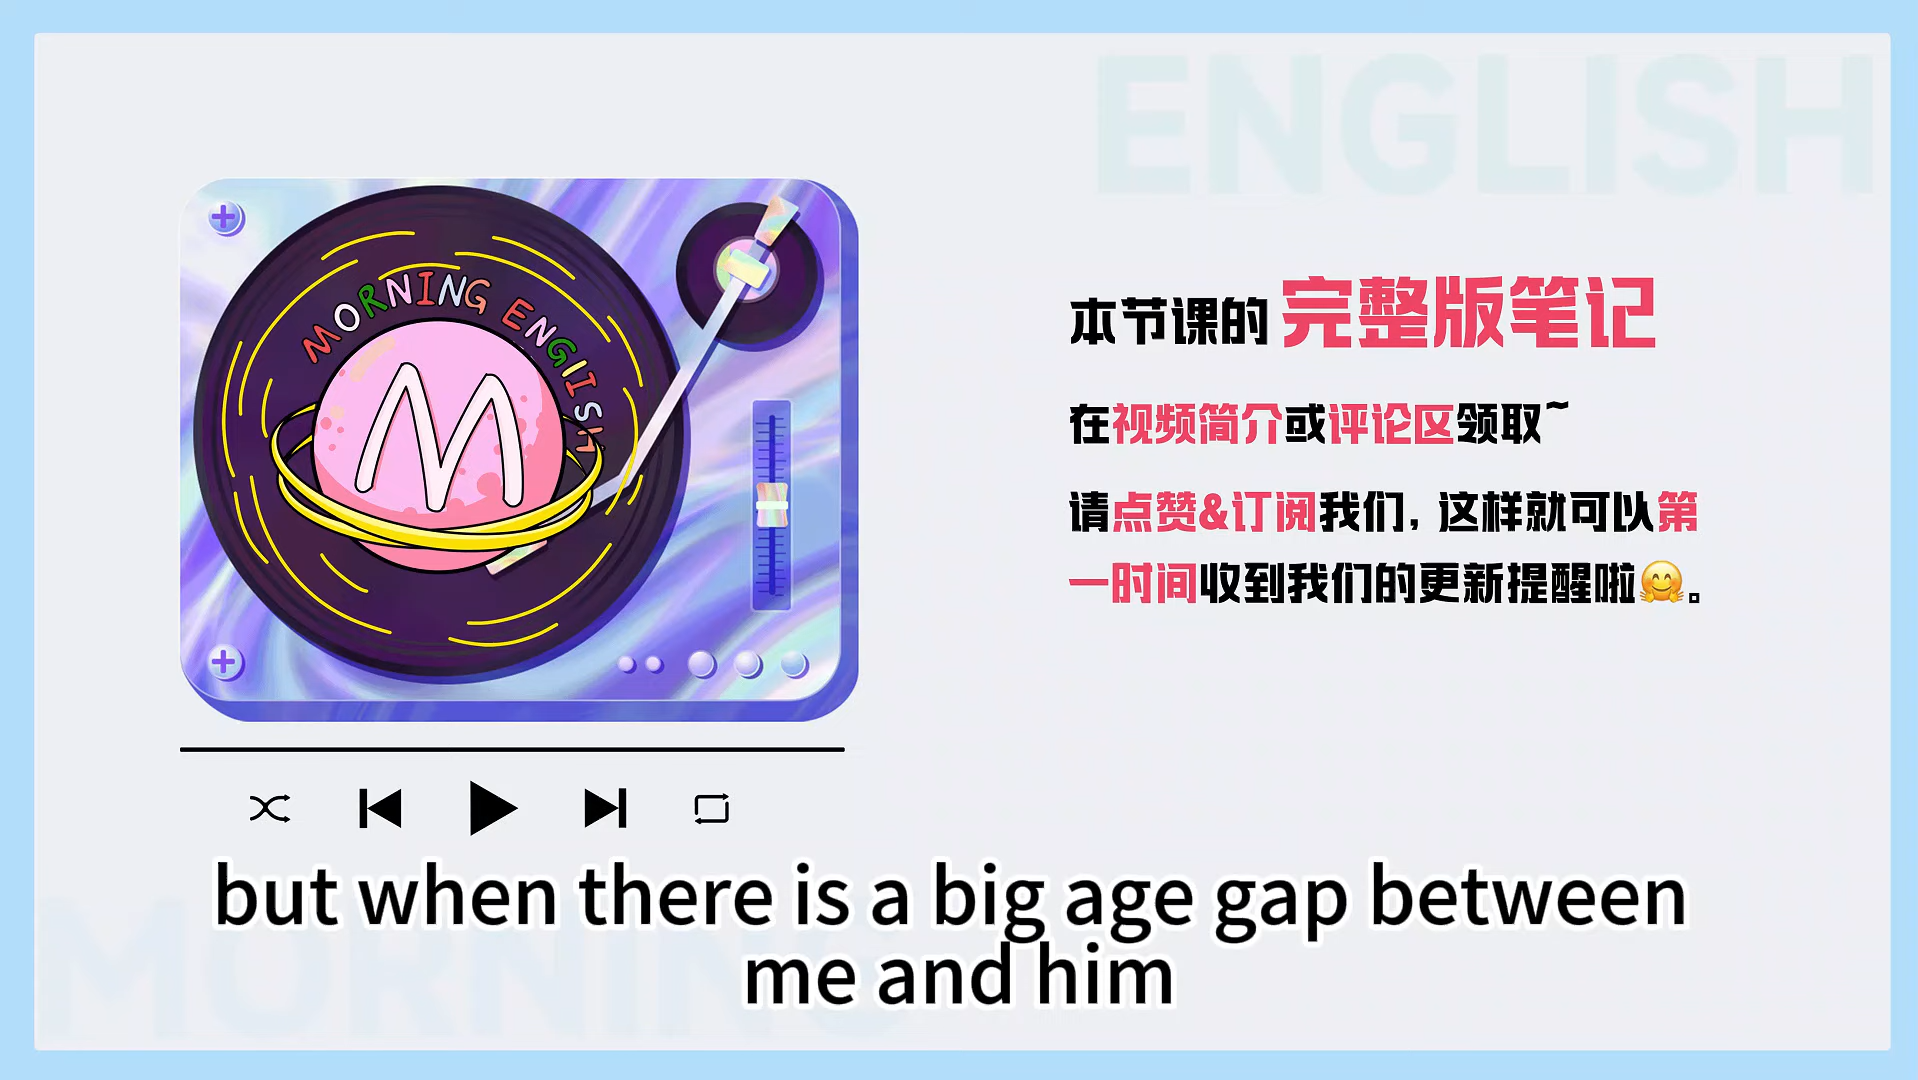 ENGLISH
MORNING ENGLISH
M
本节课的 完整版笔记
在视频简介或评论区领取~
请点赞&订阅我们, 这样就可以第
一时间收到我们的更新提醒啦🤗。
MORNING
but when there is a big age gap between
me and him